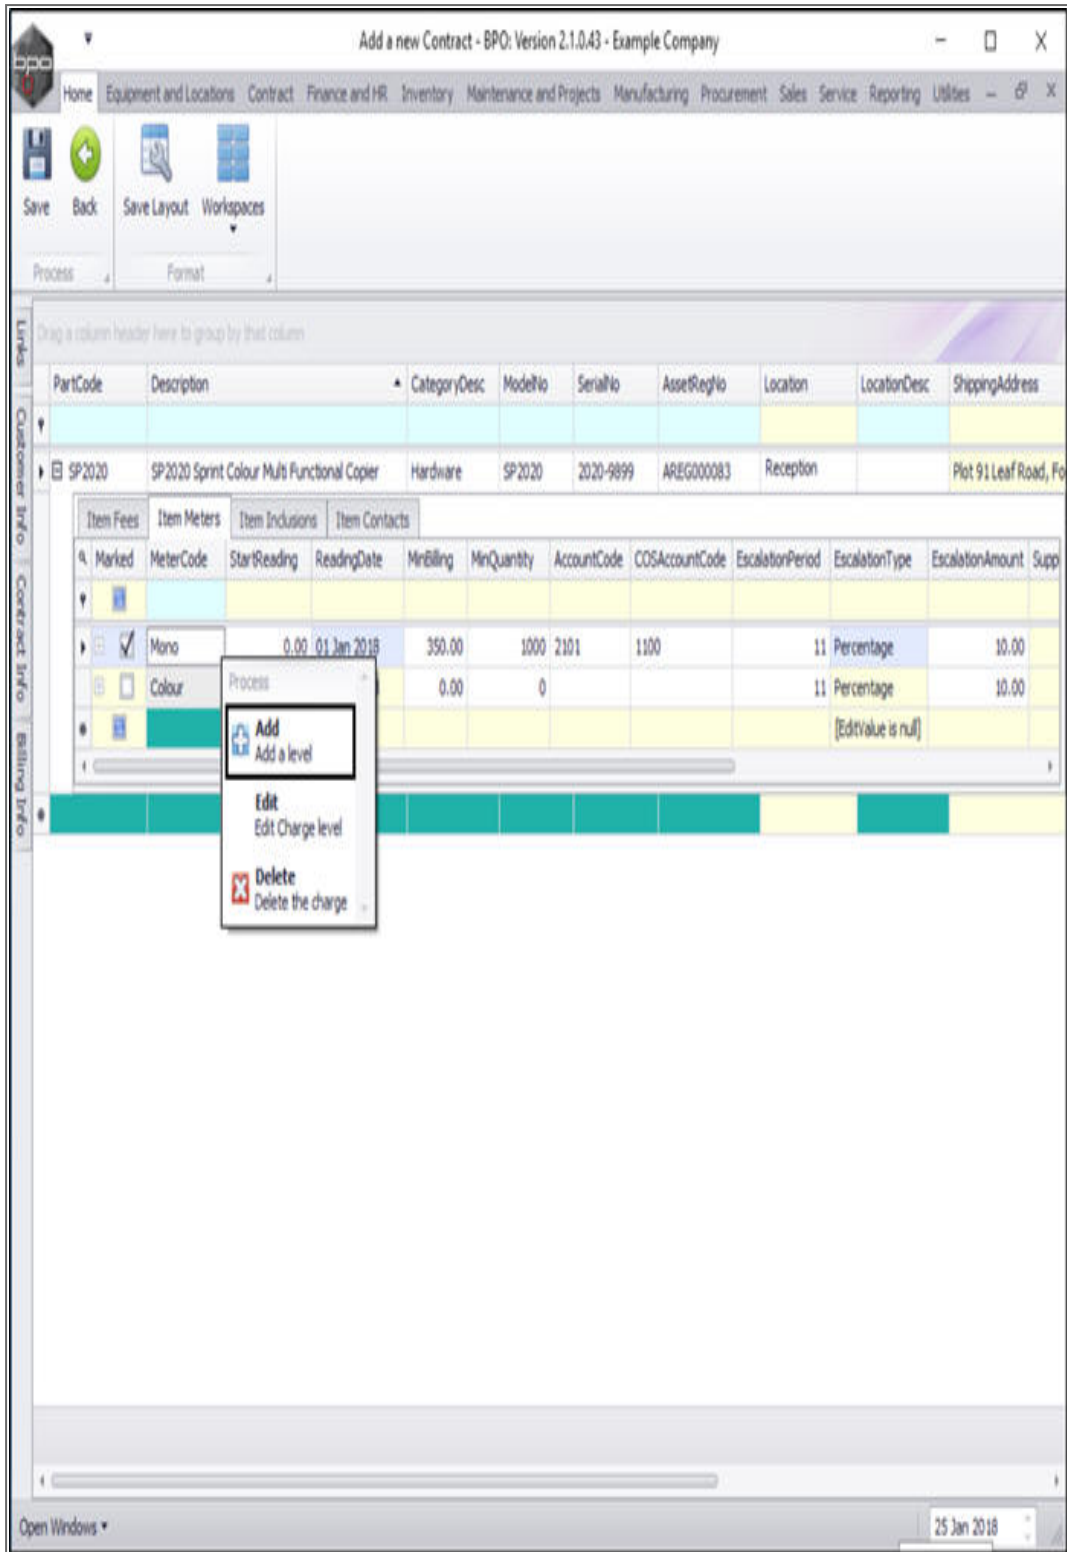 Add a new Contract - BPO: Version 2.1.0.43 - Example Company
bpo
Home Equipment and Locations Contract Finance and HR Inventory Maintenance and Projects Manufacturing Procurement Sales Service Reporting Utilities
Save Back Save Layout Workspaces
Process Format
Links
Customer Info
Contract Info
Billing Info
Drag a column header here to group by that column
PartCode Description CategoryDesc ModelNo SerialNo AssetRegNo Location LocationDesc ShippingAddress
SP2020 SP2020 Sprint Colour Multi Functional Copier Hardware SP2020 2020-9899 AREG000083 Reception Plot 91 Leaf Road, Fo
Item Fees Item Meters Item Inclusions Item Contacts
Marked MeterCode StartReading ReadingDate MinBilling MinQuantity AccountCode COSAccountCode EscalationPeriod EscalationType EscalationAmount Supp
Mono 0.00 01 Jan 2018 350.00 1000 2101 1100 11 Percentage 10.00
Colour 0.00 0 11 Percentage 10.00
[EditValue is null]
Process
Add
Add a level
Edit
Edit Charge level
Delete
Delete the charge
Open Windows 25 Jan 2018